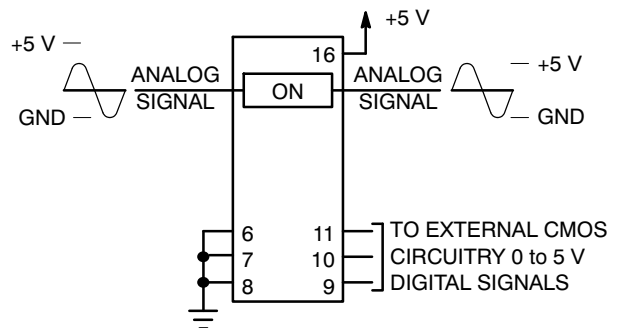 +5 V
+5 V
16
ANALOG
SIGNAL
ON
ANALOG
SIGNAL
+5 V
GND
GND
6
11
TO EXTERNAL CMOS
7
10
CIRCUITRY 0 to 5 V
8
9
DIGITAL SIGNALS